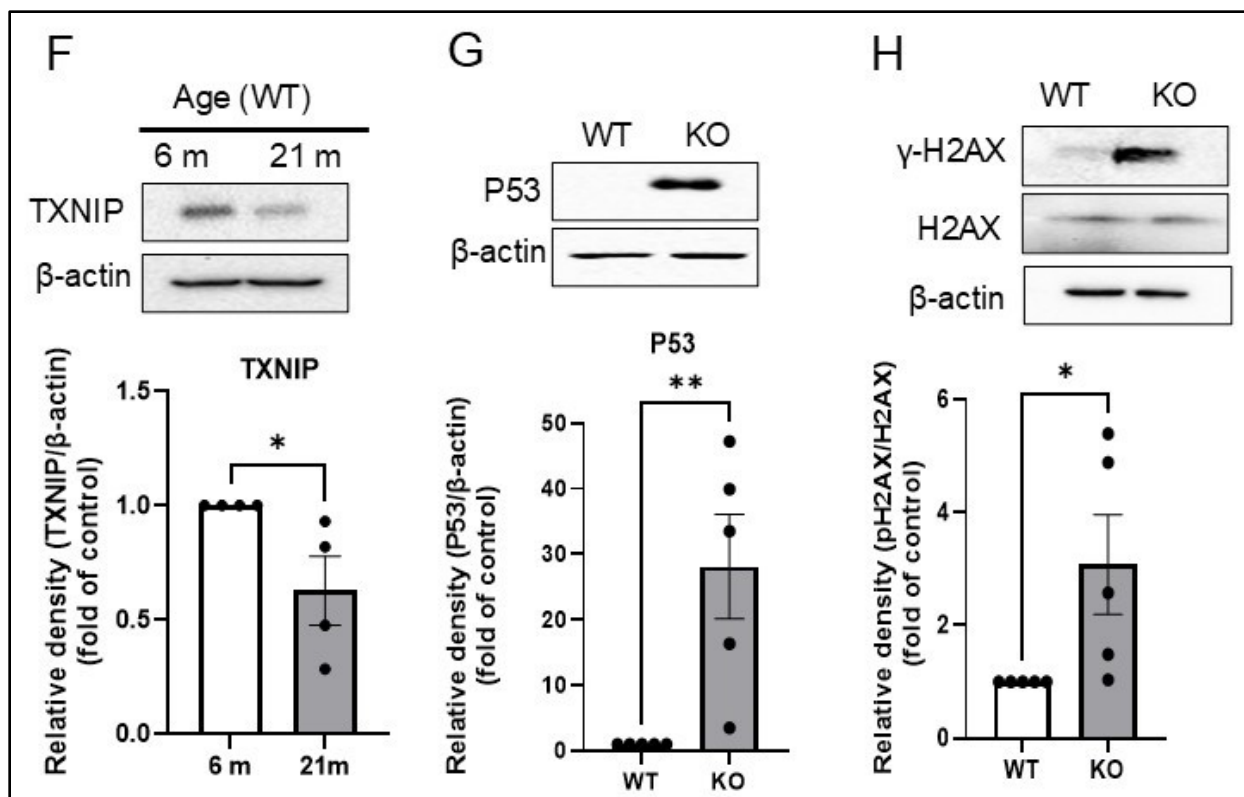 F
Age (WT)
6 m 21 m
TXNIP
β-actin
TXNIP
Relative density (TXNIP/β-actin)
(fold of control)
1.5
1.0
0.5
0.0
*
6 m 21m
G
WT KO
P53
β-actin
P53
Relative density (P53/β-actin)
(fold of control)
50
40
30
20
10
0
**
WT KO
H
WT KO
γ-H2AX
H2AX
β-actin
Relative density (pH2AX/H2AX)
(fold of control)
6
4
2
0
*
WT KO